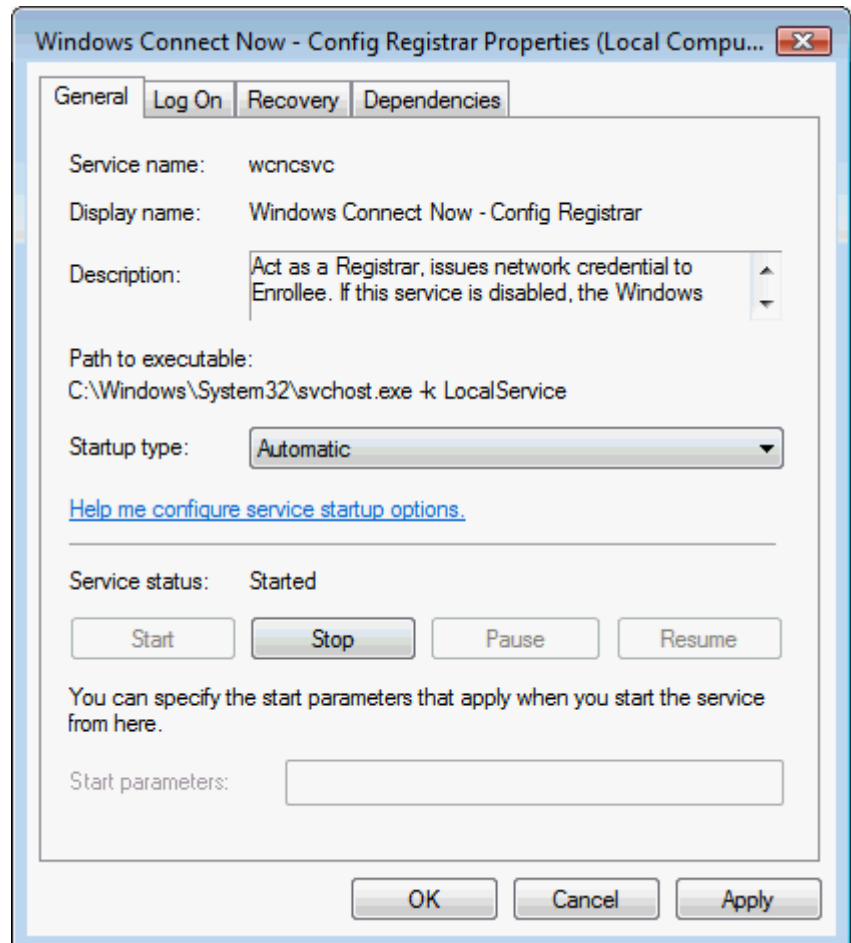 Windows Connect Now - Config Registrar Properties (Local Compu...
General Log On Recovery Dependencies
Service name: wcncsvc
Display name: Windows Connect Now - Config Registrar
Description: Act as a Registrar, issues network credential to
Enrollee. If this service is disabled, the Windows
Path to executable:
C:\Windows\System32\svchost.exe -k LocalService
Startup type: Automatic
Help me configure service startup options.
Service status: Started
Start Stop Pause Resume
You can specify the start parameters that apply when you start the service
from here.
Start parameters:
OK Cancel Apply